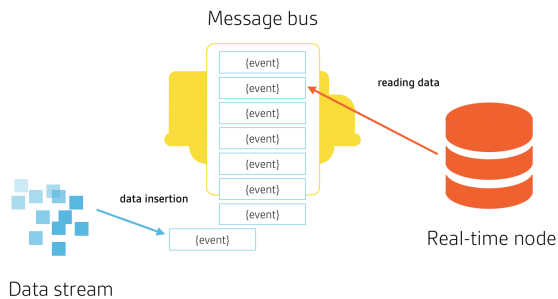 Message bus
{event}
{event}
reading data
{event}
{event}
{event}
{event}
data insertion
{event}
{event}
Real-time node
Data stream